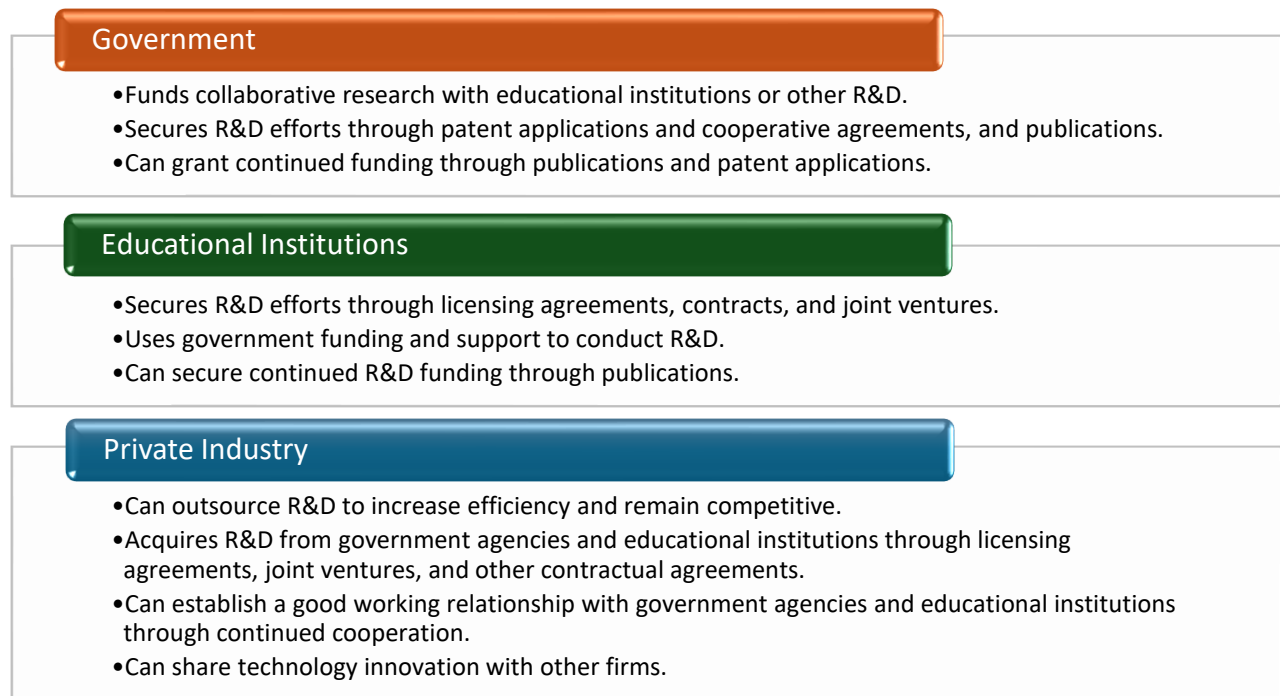 Government
•Funds collaborative research with educational institutions or other R&D.
•Secures R&D efforts through patent applications and cooperative agreements, and publications.
•Can grant continued funding through publications and patent applications.
Educational Institutions
•Secures R&D efforts through licensing agreements, contracts, and joint ventures.
•Uses government funding and support to conduct R&D.
•Can secure continued R&D funding through publications.
Private Industry
•Can outsource R&D to increase efficiency and remain competitive.
•Acquires R&D from government agencies and educational institutions through licensing
agreements, joint ventures, and other contractual agreements.
•Can establish a good working relationship with government agencies and educational institutions
through continued cooperation.
•Can share technology innovation with other firms.